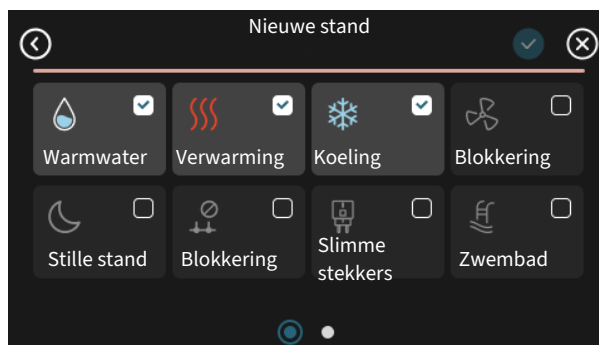 Nieuwe stand
Warmwater
Verwarming
Koeling
Blokkering
Stille stand
Blokkering
Slimme
stekkers
Zwembad